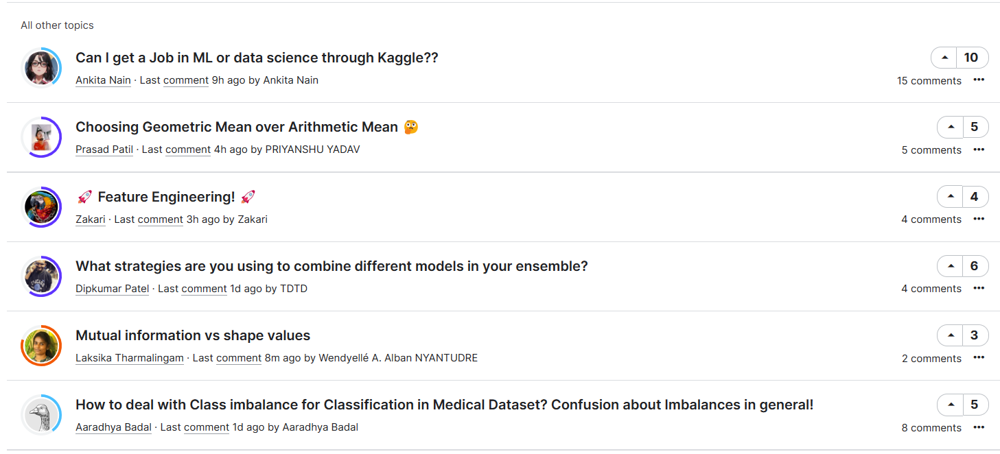 All other topics
Can I get a Job in ML or data science through Kaggle??
10
Ankita Nain · Last comment 9h ago by Ankita Nain
15 comments
Choosing Geometric Mean over Arithmetic Mean 🤔
5
Prasad Patil · Last comment 4h ago by PRIYANSHU YADAV
5 comments
🚀 Feature Engineering! 🚀
4
Zakari · Last comment 3h ago by Zakari
4 comments
What strategies are you using to combine different models in your ensemble?
6
Dipkumar Patel · Last comment 1d ago by TDTD
4 comments
Mutual information vs shape values
3
Laksika Tharmalingam · Last comment 8m ago by Wendyellé A. Alban NYANTUDRE
2 comments
How to deal with Class imbalance for Classification in Medical Dataset? Confusion about Imbalances in general!
5
Aaradhya Badal · Last comment 1d ago by Aaradhya Badal
8 comments